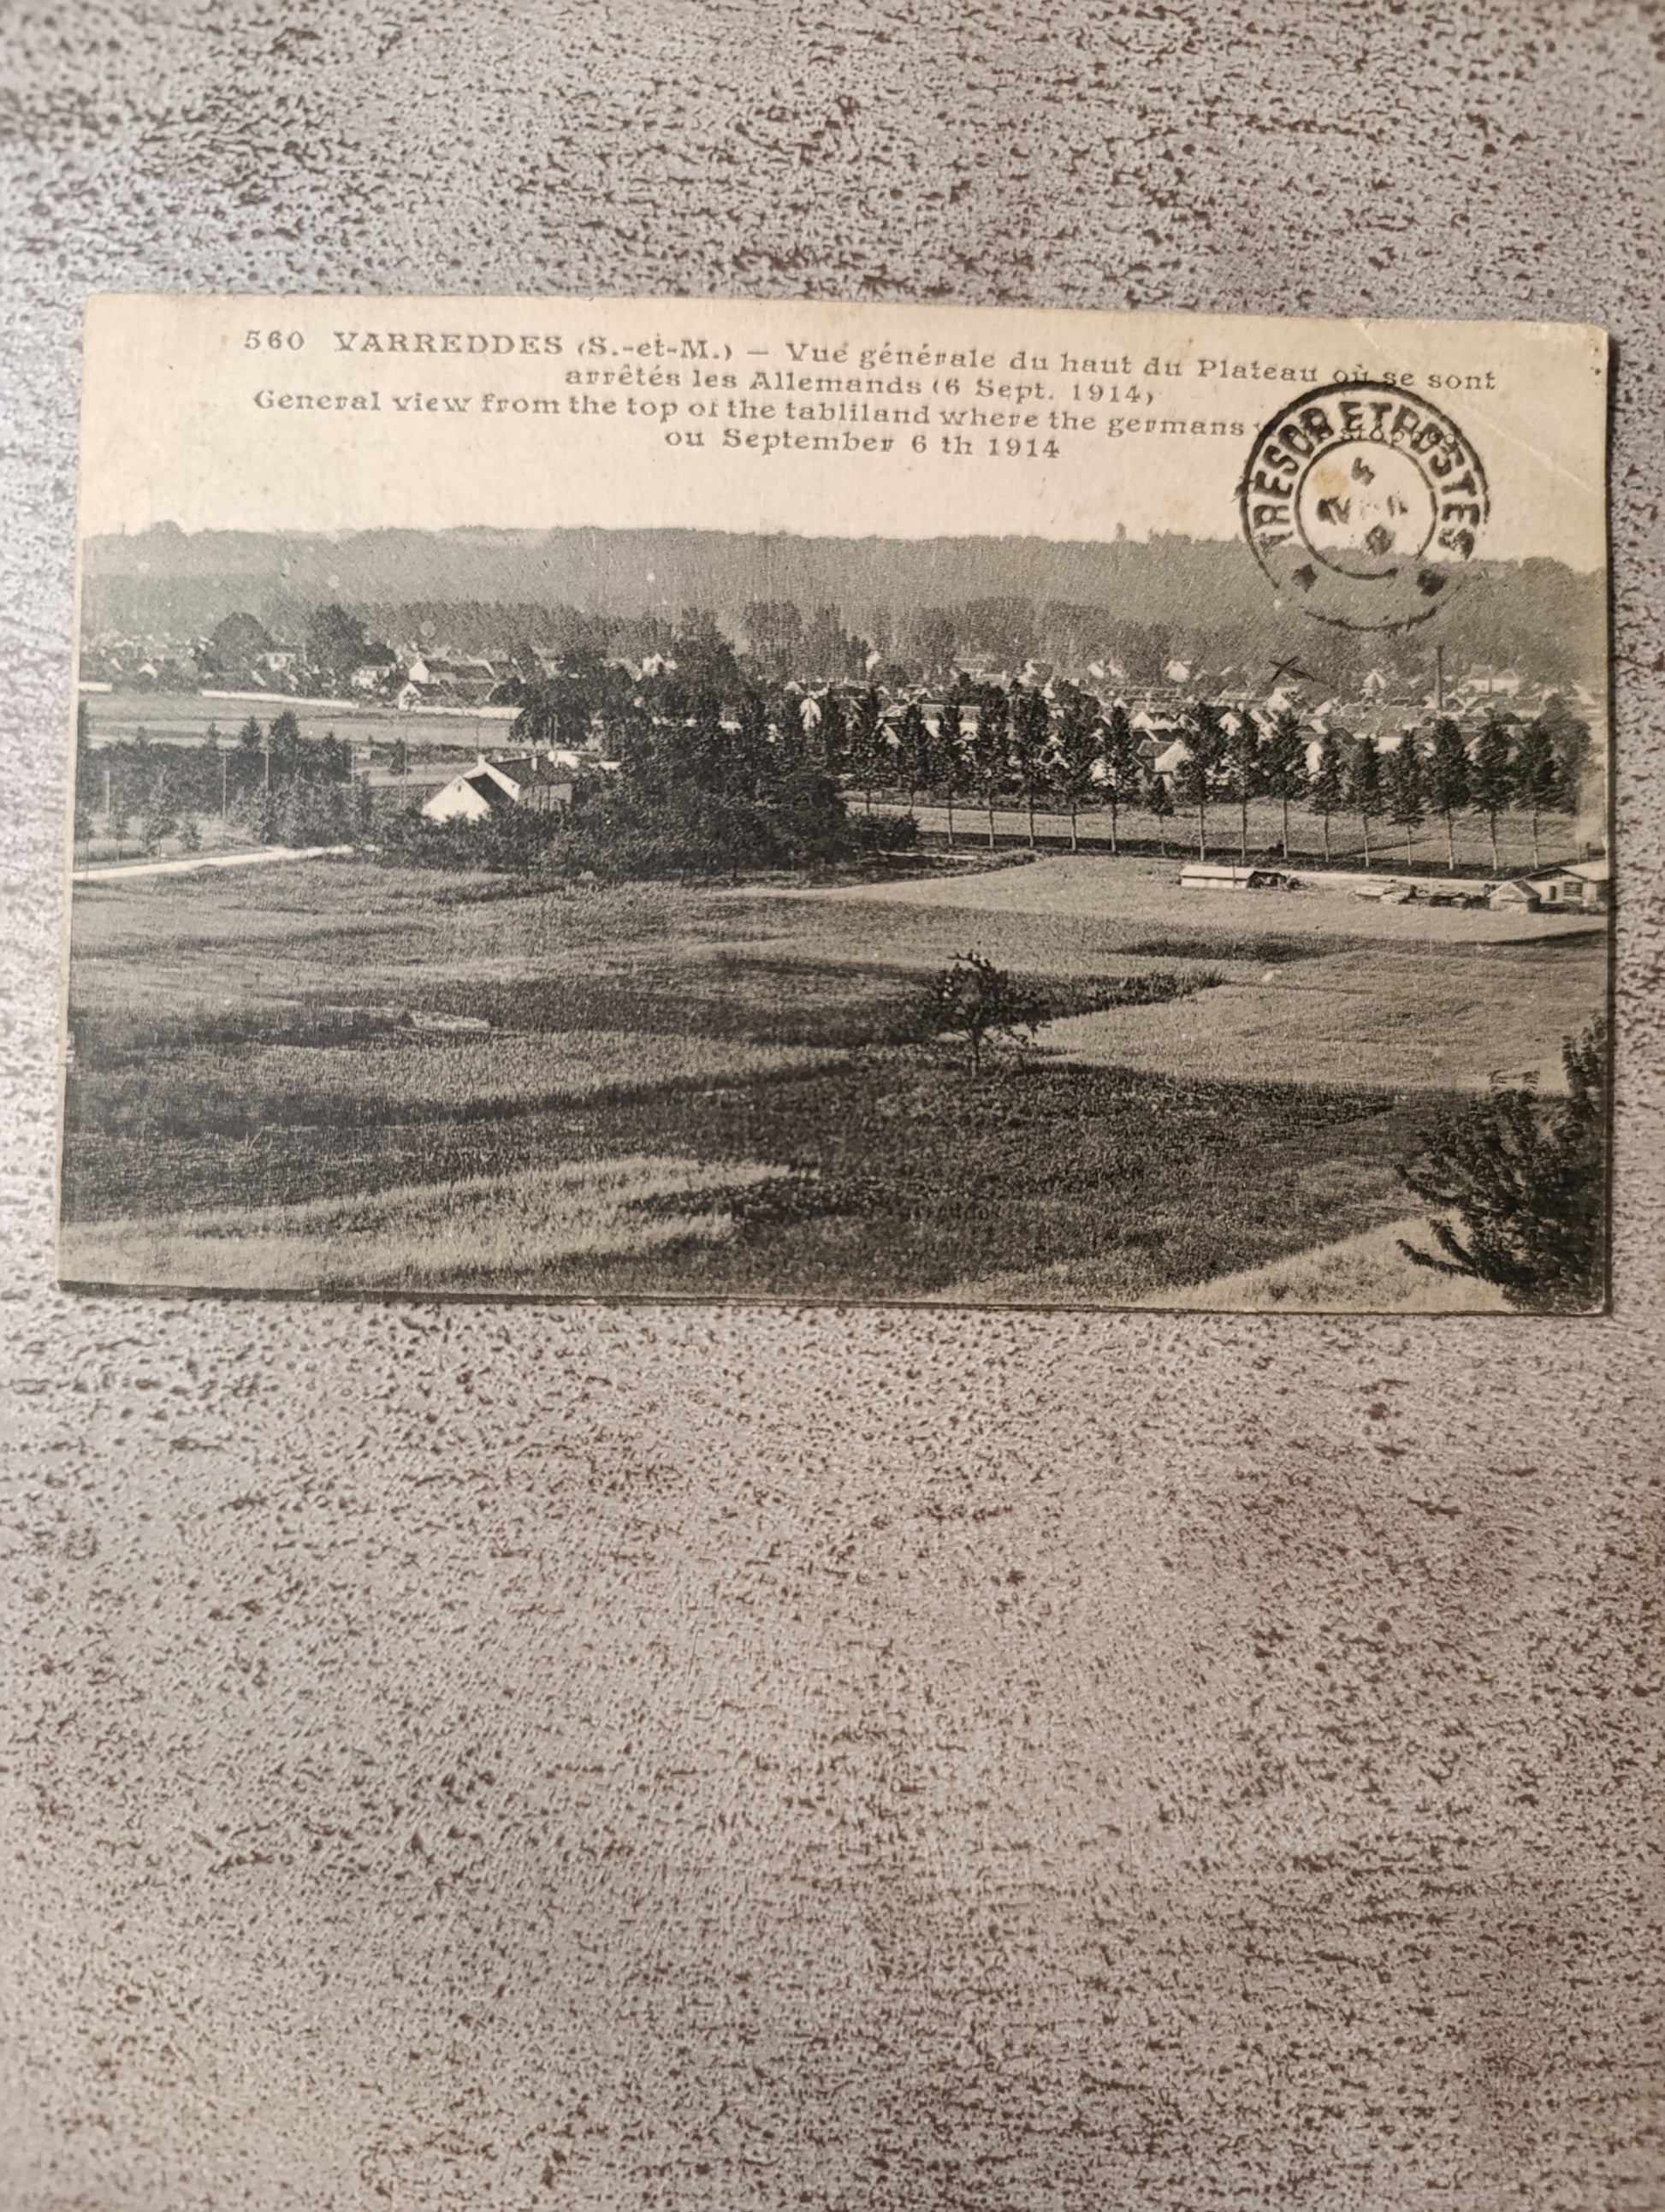 560 VARREDDES (S.-et-M.) — Vue générale du haut du Plateau où se sont
arrêtés les Allemands (6 Sept. 1914)
General view from the top of the tabliland where the germans
ou September 6 th 1914
TRESOR ET POSTES